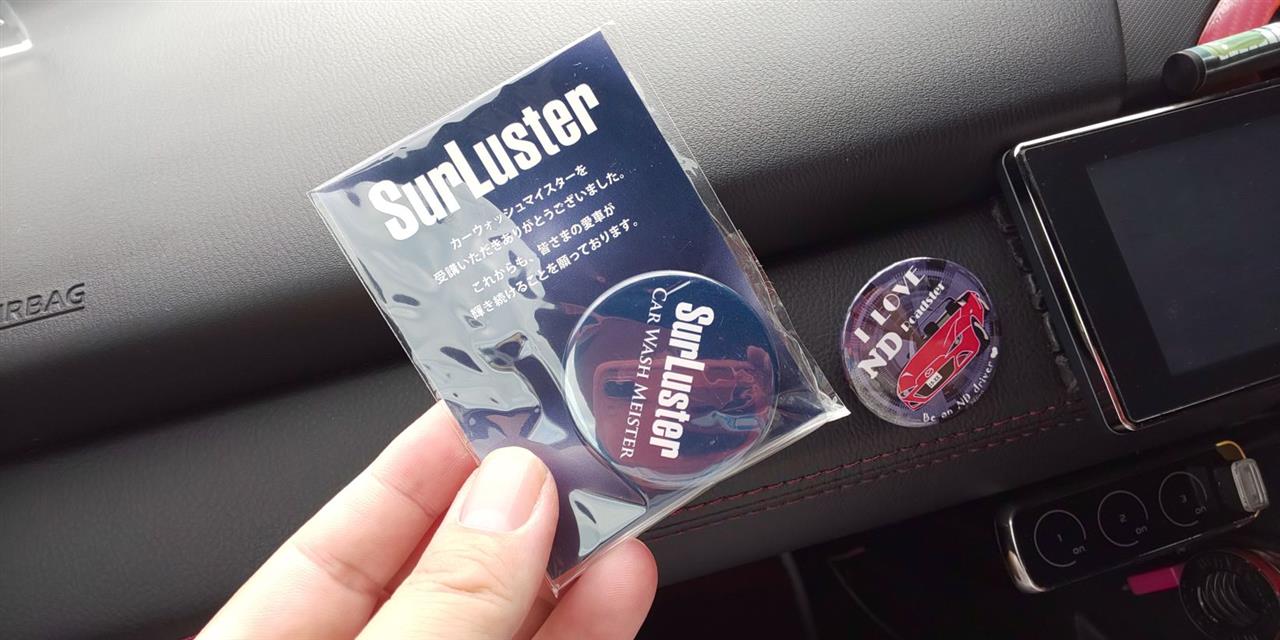 SurLuster
カーウォッシュマイスターを
受講いただきありがとうございました。
これからも、皆さまの愛車が
輝き続けることを願っております。
SurLuster
CAR WASH MEISTER
I LOVE
ND Roadster
Be an ND driver
AIRBAG
1 on
2 on
3 on